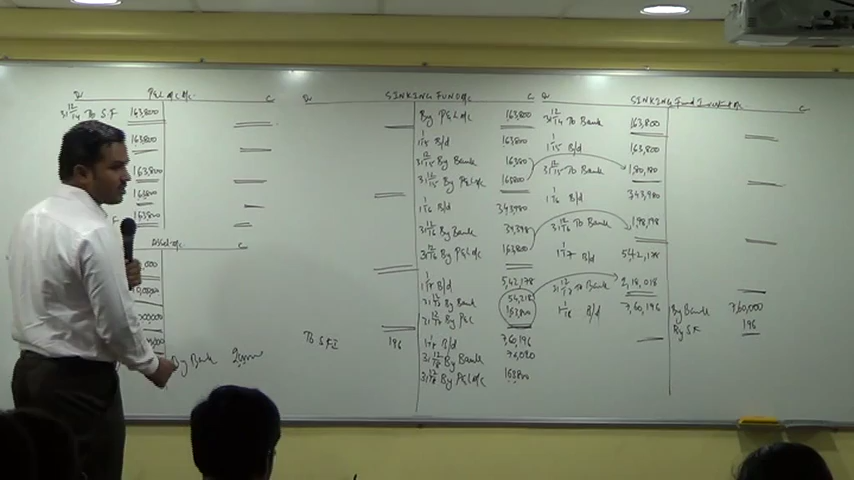 Dr P&L a/c Cr
31/12/14 To S.F 163,800
163,800
163,800
163,800
F 163,800
Asset a/c
By Bank
Dr SINKING FUND a/c Cr
By P&L a/c 163,800
1/1/15 B/d 163,800
31/12/15 By Bank 16380
31/12/15 By P&L a/c 163800
1/1/16 B/d 343,980
31/12/16 By Bank 34,398
31/12/16 By P&L a/c 163,800
1/1/17 B/d 5,42,178
31/12/17 By Bank 54,218
31/12/17 By P&L 163,800
To S.F.I 196
1/1/18 B/d 7,60,196
31/12/18 By Bank 76,020
31/12/18 By P&L a/c 163,800
Dr SINKING Fund Investment a/c Cr
31/12/14 To Bank 163,800
1/1/15 B/d 163,800
31/12/15 To Bank 1,80,180
1/1/16 B/d 343,980
31/12/16 To Bank 1,98,198
1/1/17 B/d 5,42,178
31/12/17 To Bank 2,18,018
1/1/18 B/d 7,60,196
By Bank 7,60,000
By S.F 196